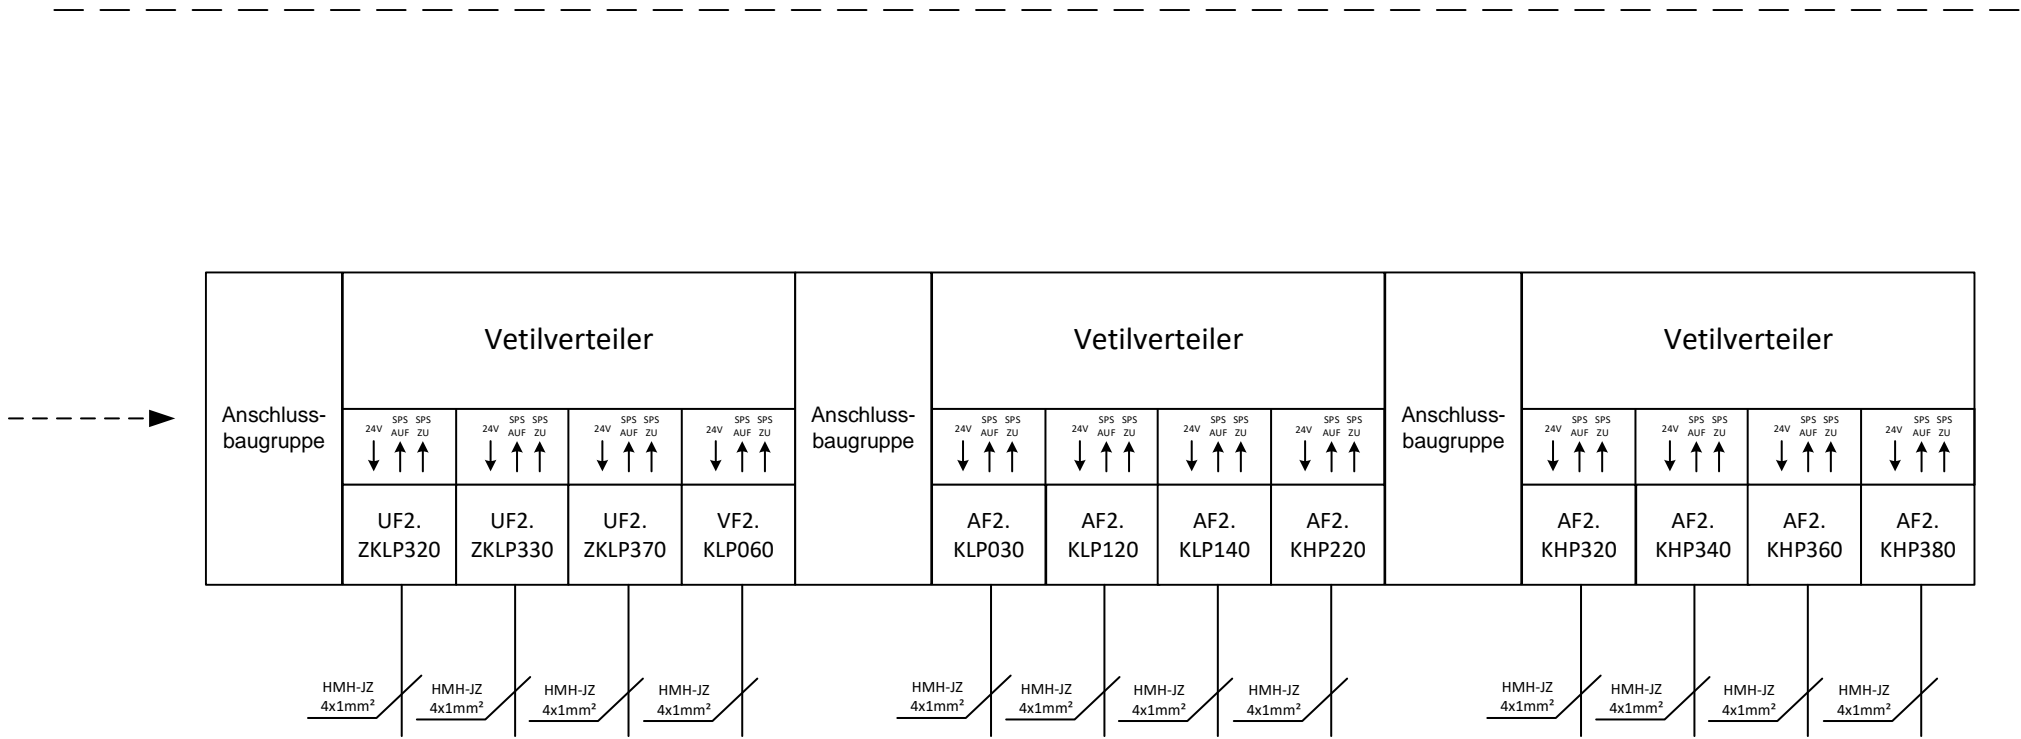 Vetilverteiler
Vetilverteiler
Vetilverteiler
Anschluss-
baugruppe
24V SPS AUF SPS ZU
24V SPS AUF SPS ZU
24V SPS AUF SPS ZU
24V SPS AUF SPS ZU
Anschluss-
baugruppe
24V SPS AUF SPS ZU
24V SPS AUF SPS ZU
24V SPS AUF SPS ZU
24V SPS AUF SPS ZU
Anschluss-
baugruppe
24V SPS AUF SPS ZU
24V SPS AUF SPS ZU
24V SPS AUF SPS ZU
24V SPS AUF SPS ZU
UF2.
ZKLP320
UF2.
ZKLP330
UF2.
ZKLP370
VF2.
KLP060
AF2.
KLP030
AF2.
KLP120
AF2.
KLP140
AF2.
KHP220
AF2.
KHP320
AF2.
KHP340
AF2.
KHP360
AF2.
KHP380
HMH-JZ
4x1mm²
HMH-JZ
4x1mm²
HMH-JZ
4x1mm²
HMH-JZ
4x1mm²
HMH-JZ
4x1mm²
HMH-JZ
4x1mm²
HMH-JZ
4x1mm²
HMH-JZ
4x1mm²
HMH-JZ
4x1mm²
HMH-JZ
4x1mm²
HMH-JZ
4x1mm²
HMH-JZ
4x1mm²